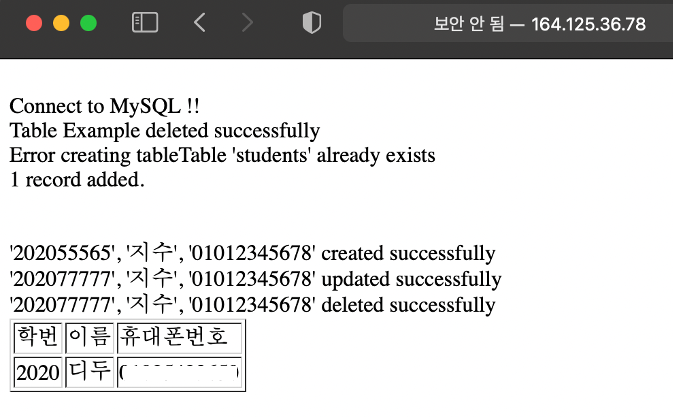 보안 안 됨 — 164.125.36.78
Connect to MySQL !!
Table Example deleted successfully
Error creating tableTable 'students' already exists
1 record added.
'202055565', '지수', '01012345678' created successfully
'202077777', '지수', '01012345678' updated successfully
'202077777', '지수', '01012345678' deleted successfully
학번 이름 휴대폰번호
2020 디두